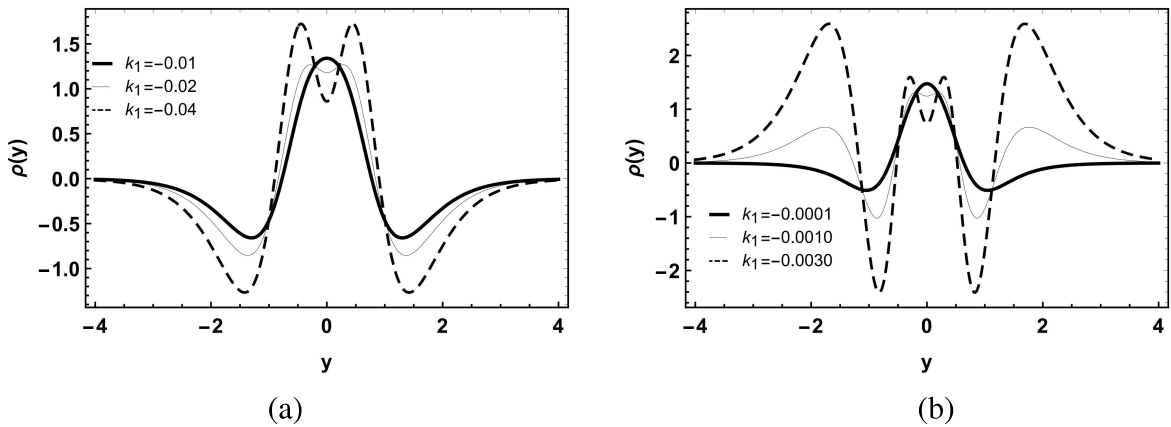 1.5
1.0
0.5
0.0
−0.5
−1.0
ρ(y)
k₁=−0.01
k₁=−0.02
k₁=−0.04
−4 −2 0 2 4
y
(a)
2
1
0
−1
−2
ρ(y)
k₁=−0.0001
k₁=−0.0010
k₁=−0.0030
−4 −2 0 2 4
y
(b)